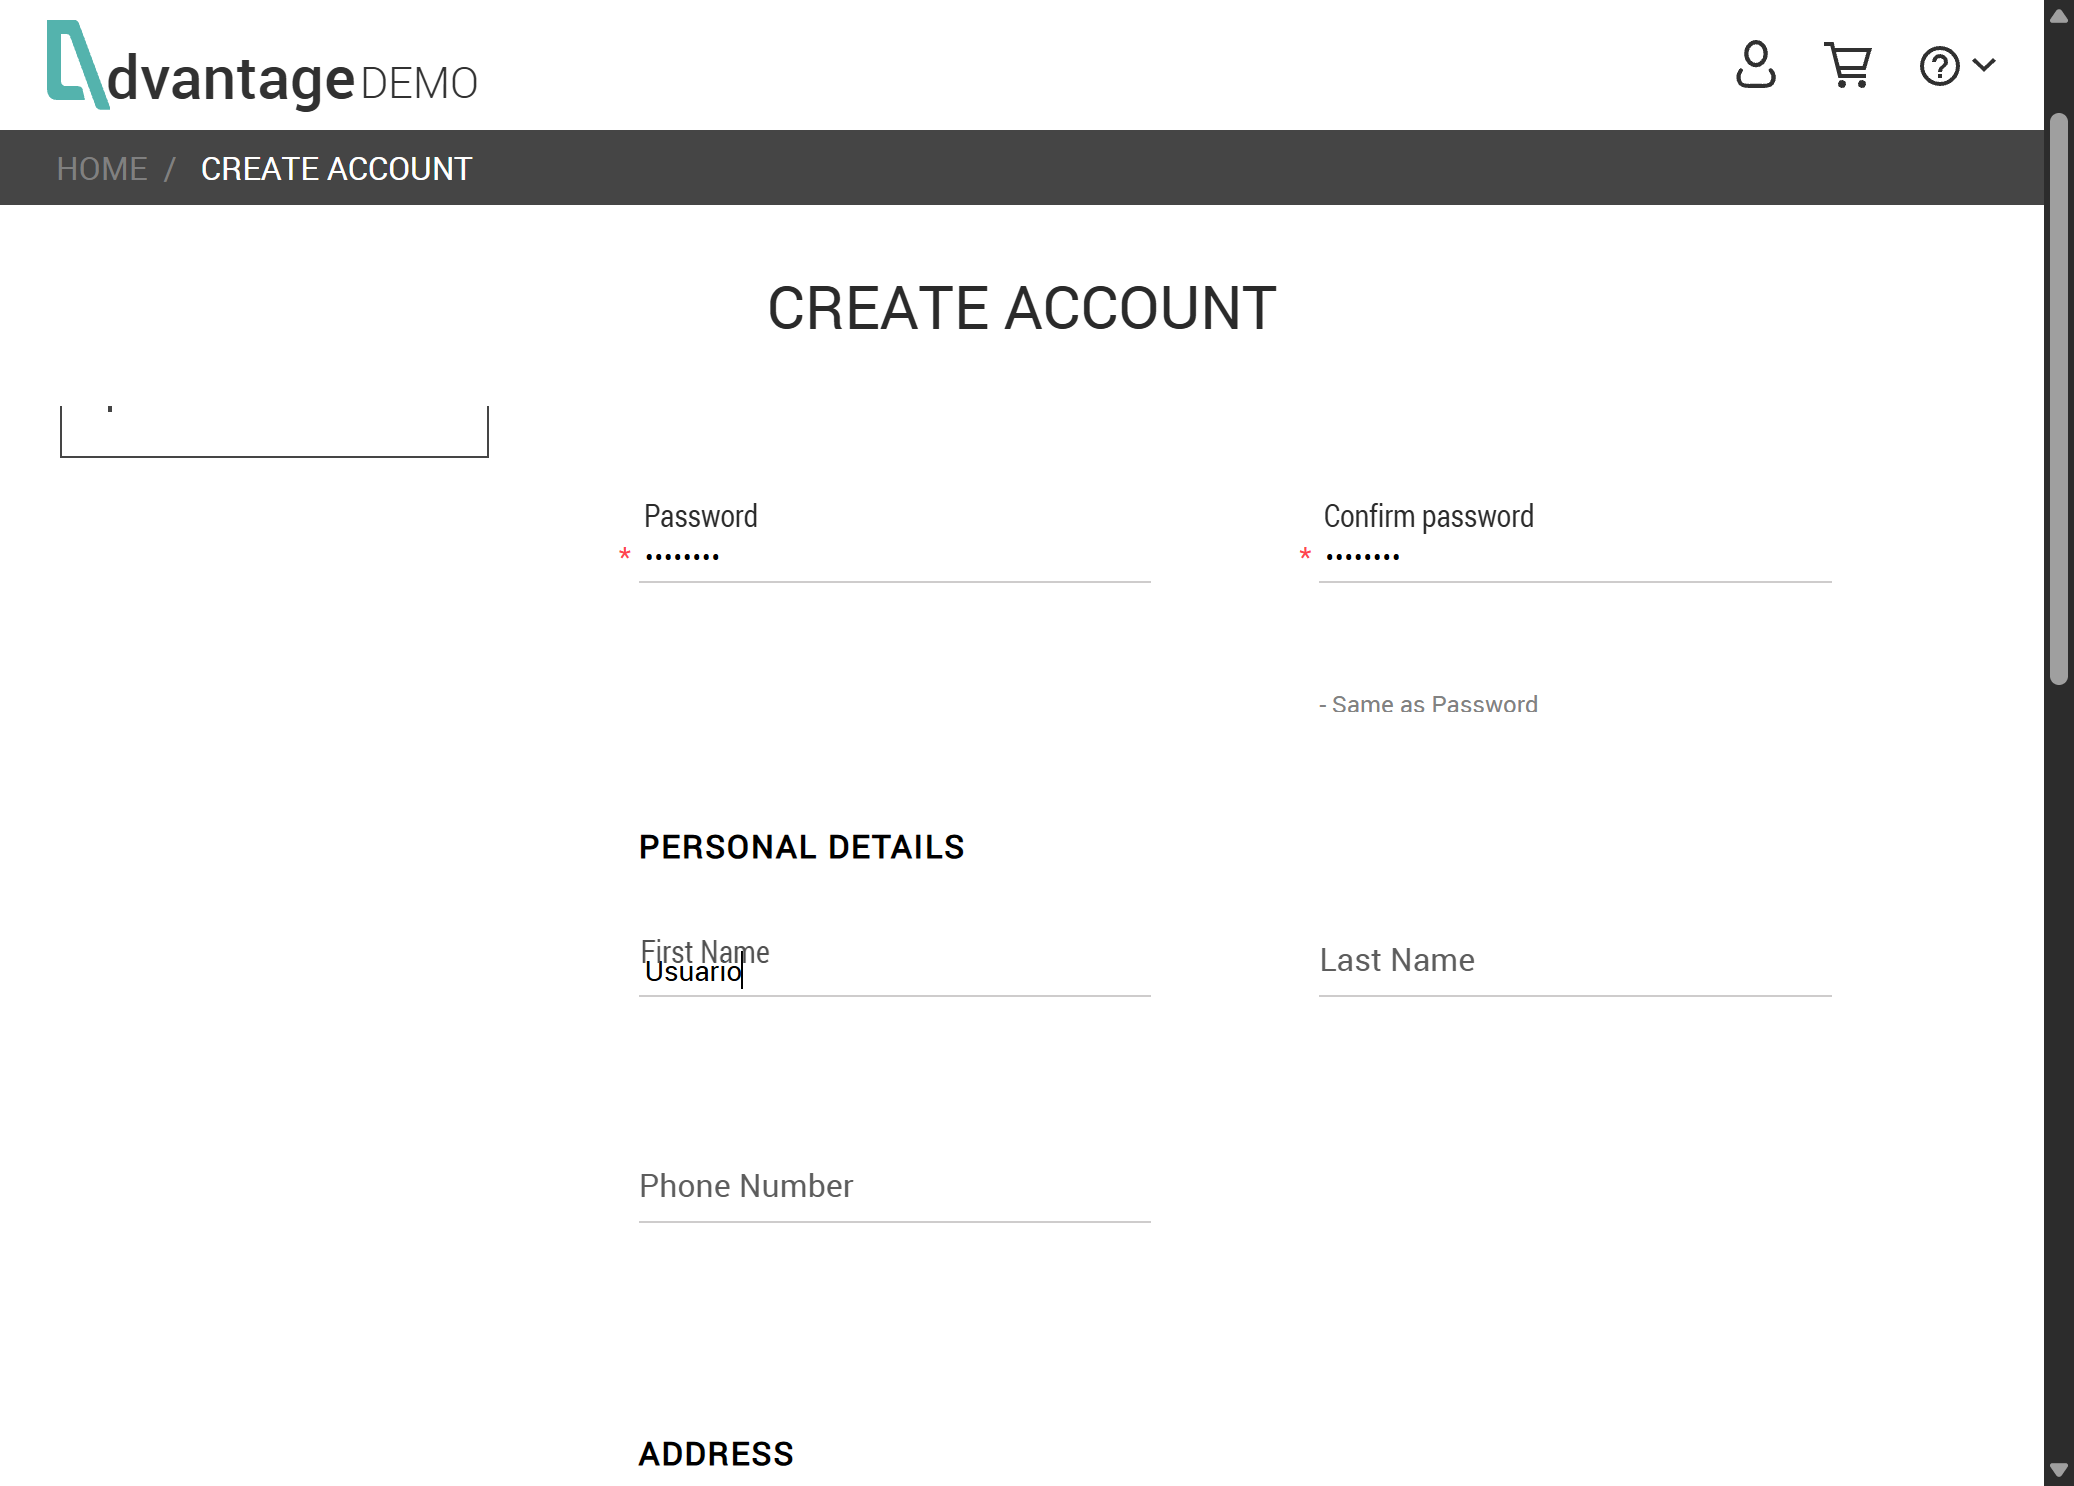 dvantage DEMO
HOME / CREATE ACCOUNT
CREATE ACCOUNT
Password
Confirm password
* ••••••••
* ••••••••
- Same as Password
PERSONAL DETAILS
First Name
Usuario
Last Name
Phone Number
ADDRESS